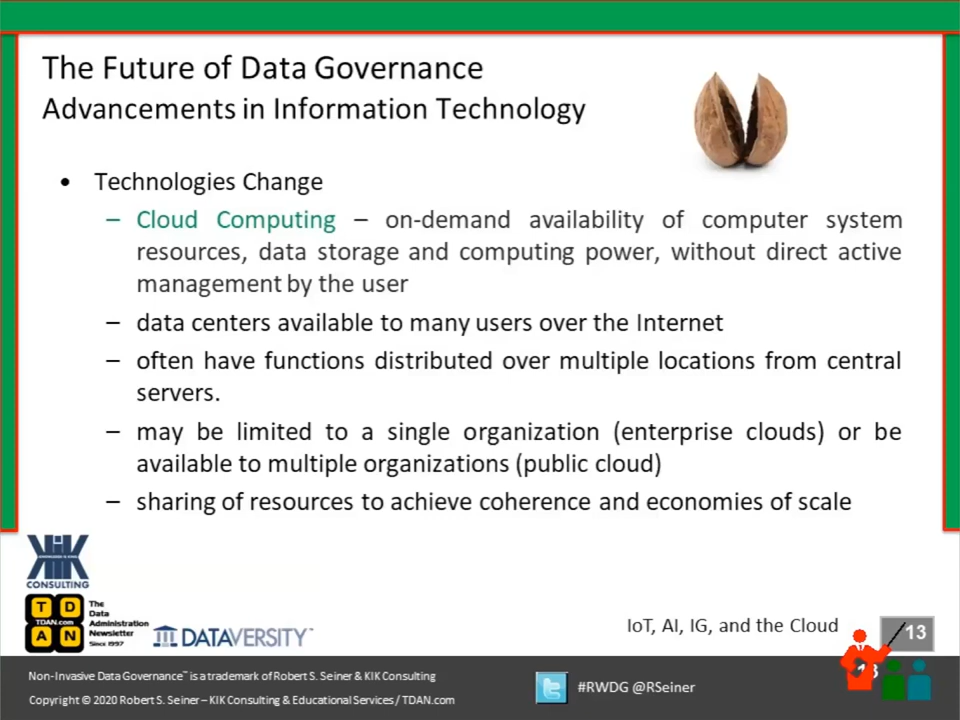 The Future of Data Governance
Advancements in Information Technology
• Technologies Change
– Cloud Computing – on-demand availability of computer system
resources, data storage and computing power, without direct active
management by the user
– data centers available to many users over the Internet
– often have functions distributed over multiple locations from central
servers.
– may be limited to a single organization (enterprise clouds) or be
available to multiple organizations (public cloud)
– sharing of resources to achieve coherence and economies of scale
KIK
CONSULTING
T D
TDAN.com
A N
The
Data
Administration
Newsletter
Since 1997
DATAVERSITY™
IoT, AI, IG, and the Cloud
13
Non-Invasive Data Governance™ is a trademark of Robert S. Seiner & KIK Consulting
Copyright © 2020 Robert S. Seiner – KIK Consulting & Educational Services / TDAN.com
#RWDG @RSeiner